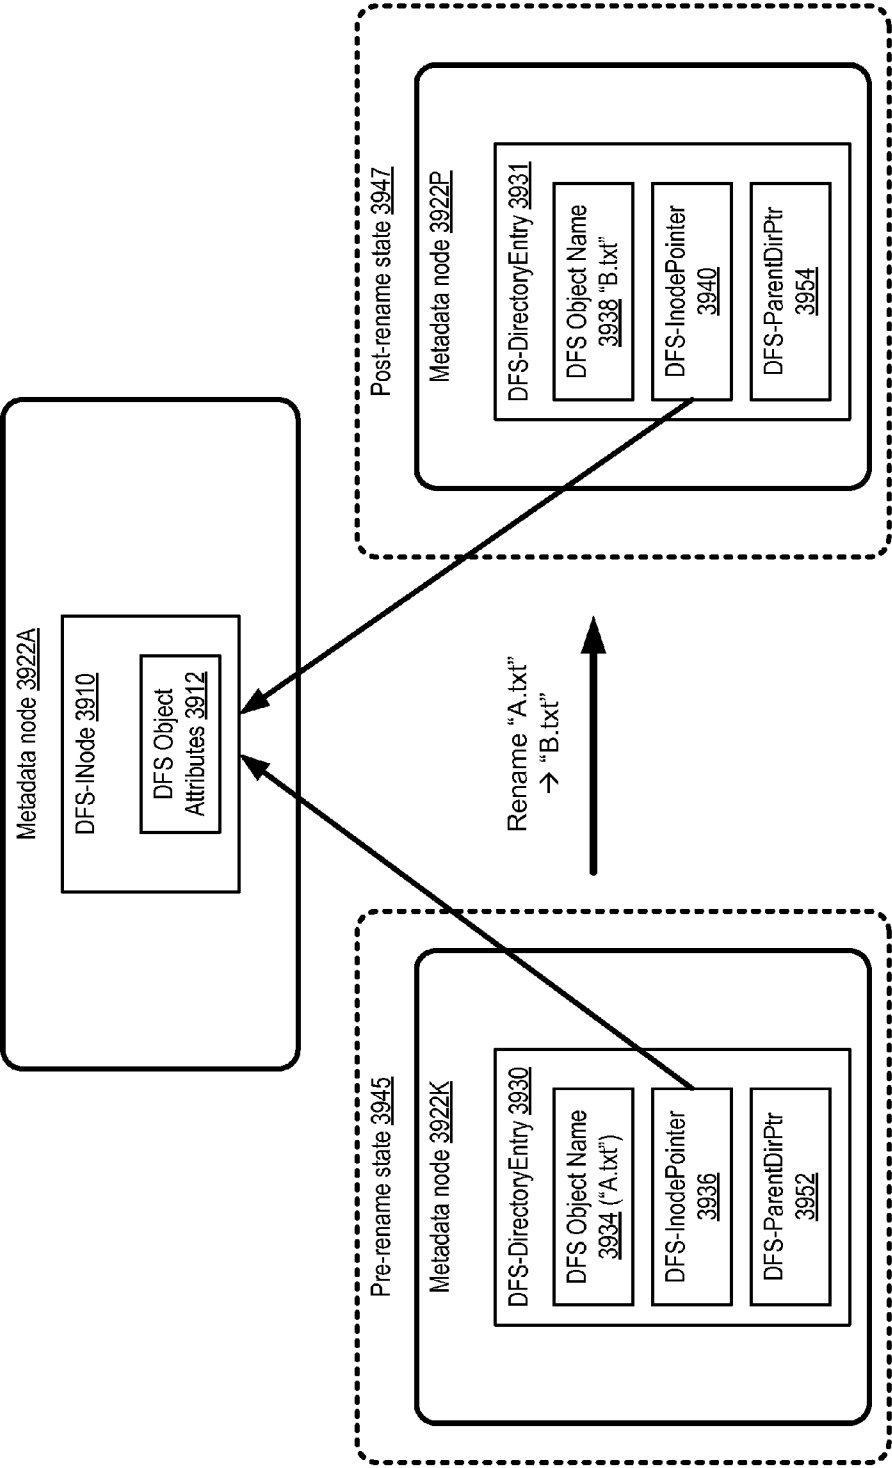 Metadata node 3922A
DFS-INode 3910
DFS Object
Attributes 3912
Pre-rename state 3945
Metadata node 3922K
DFS-DirectoryEntry 3930
DFS Object Name
3934 (“A.txt”)
DFS-InodePointer
3936
DFS-ParentDirPtr
3952
Rename “A.txt”
→ “B.txt”
Post-rename state 3947
Metadata node 3922P
DFS-DirectoryEntry 3931
DFS Object Name
3938 “B.txt”
DFS-InodePointer
3940
DFS-ParentDirPtr
3954